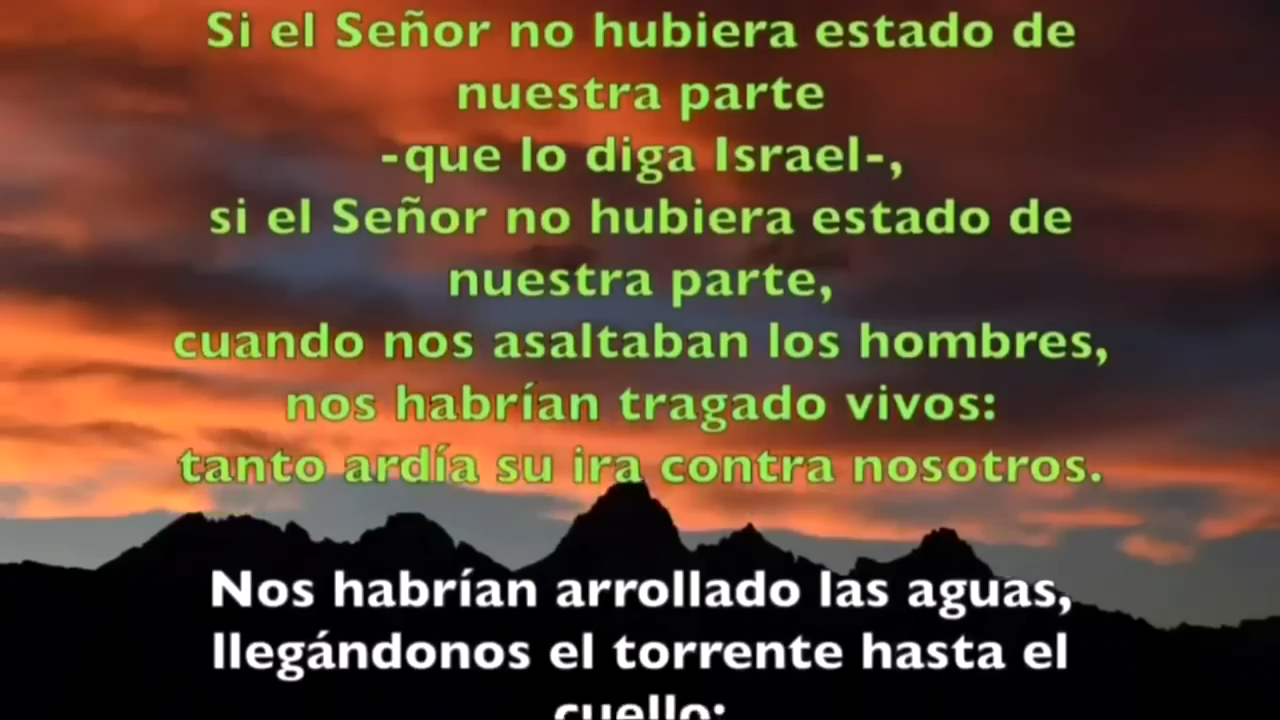 Si el Señor no hubiera estado de
nuestra parte
-que lo diga Israel-,
si el Señor no hubiera estado de
nuestra parte,
cuando nos asaltaban los hombres,
nos habrían tragado vivos:
tanto ardía su ira contra nosotros.
Nos habrían arrollado las aguas,
llegándonos el torrente hasta el
cuello: